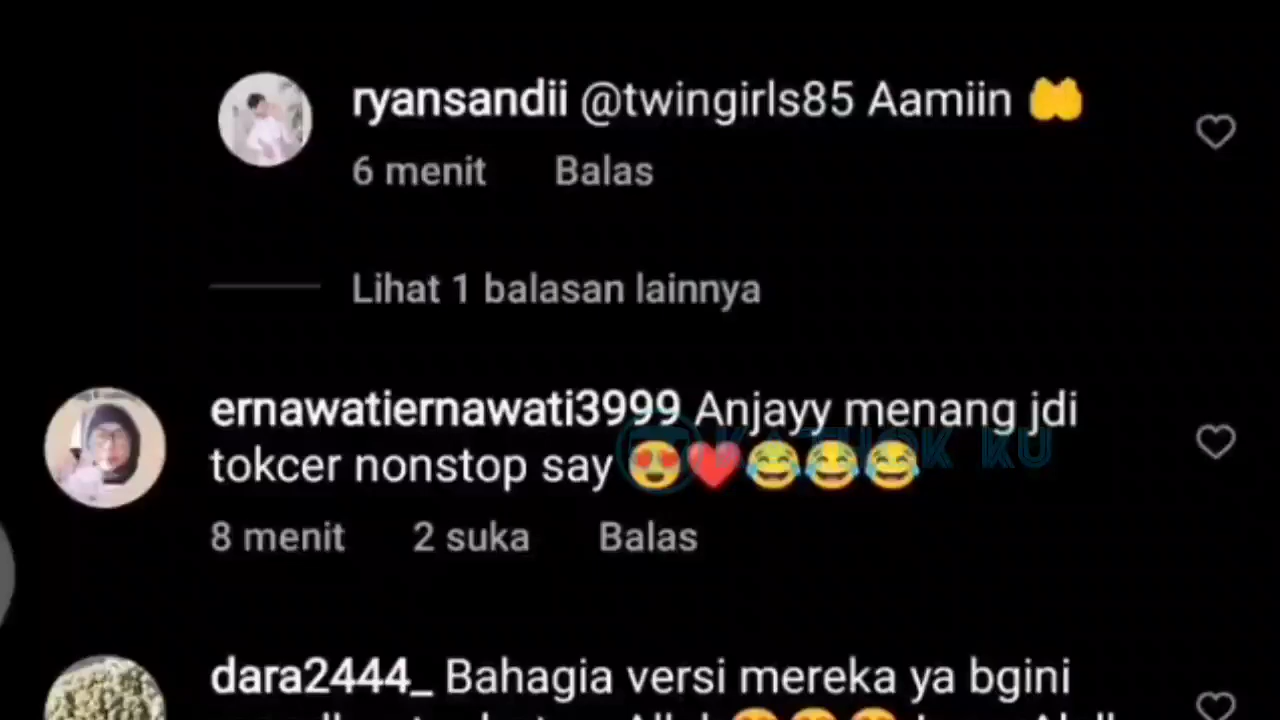 ryansandii @twingirls85 Aamiin 🤲
6 menit Balas
Lihat 1 balasan lainnya
ernawatiernawati3999 Anjayy menang jdi
tokcer nonstop say 😍❤️😂😂😂
8 menit 2 suka Balas
KU
dara2444_ Bahagia versi mereka ya bgini